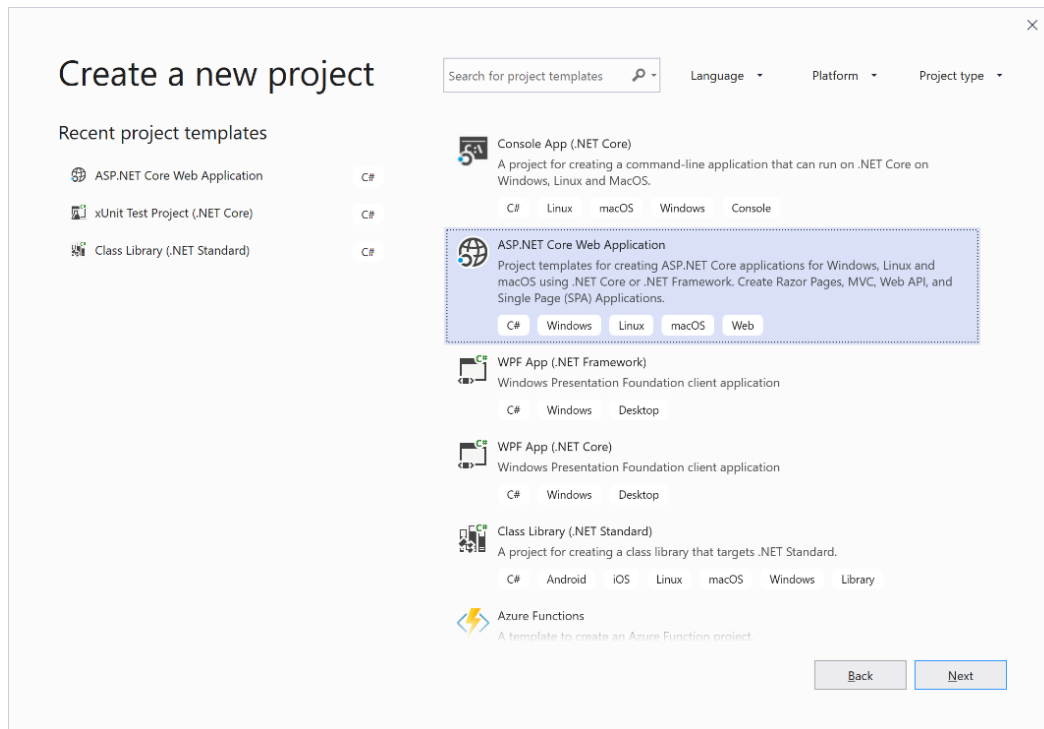 Create a new project
Search for project templates
Language
Platform
Project type
Recent project templates
ASP.NET Core Web Application
C#
xUnit Test Project (.NET Core)
C#
Class Library (.NET Standard)
C#
Console App (.NET Core)
A project for creating a command-line application that can run on .NET Core on
Windows, Linux and MacOS.
C# Linux macOS Windows Console
ASP.NET Core Web Application
Project templates for creating ASP.NET Core applications for Windows, Linux and
macOS using .NET Core or .NET Framework. Create Razor Pages, MVC, Web API, and
Single Page (SPA) Applications.
C# Windows Linux macOS Web
WPF App (.NET Framework)
Windows Presentation Foundation client application
C# Windows Desktop
WPF App (.NET Core)
Windows Presentation Foundation client application
C# Windows Desktop
Class Library (.NET Standard)
A project for creating a class library that targets .NET Standard.
C# Android iOS Linux macOS Windows Library
Azure Functions
A template to create an Azure Function project.
Back
Next